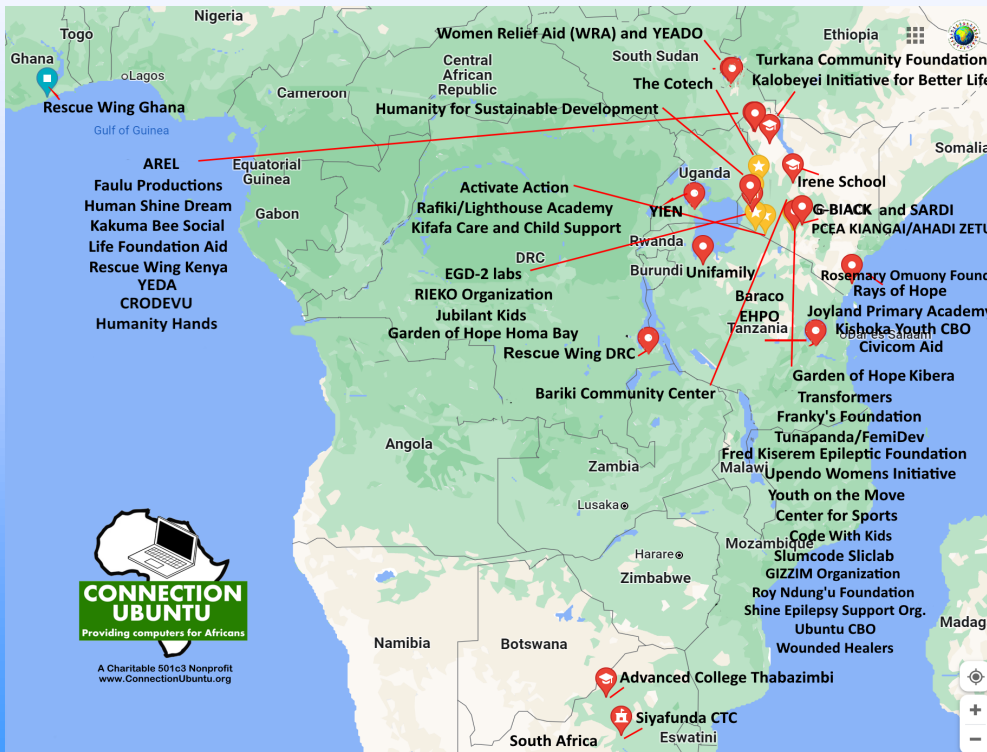 Nigeria
Togo
Ghana
Lagos
Rescue Wing Ghana
Gulf of Guinea
Cameroon
Central
African
Republic
Women Relief Aid (WRA) and YEADO
South Sudan
Ethiopia
The Cotech
Turkana Community Foundation
Kalobeyei Initiative for Better Life
Humanity for Sustainable Development
Somalia
AREL
Faulu Productions
Human Shine Dream
Kakuma Bee Social
Life Foundation Aid
Rescue Wing Kenya
YEDA
CRODEVU
Humanity Hands
Equatorial
Guinea
Gabon
Uganda
Irene School
Activate Action
Rafiki/Lighthouse Academy
Kifafa Care and Child Support
YIEN
G-BIACK and SARDI
PCEA KIANGAI/AHADI ZETU
Rwanda
DRC
Burundi
Unifamily
EGD-2 labs
RIEKO Organization
Jubilant Kids
Garden of Hope Homa Bay
Rescue Wing DRC
Rosemary Omuony Found
Rays of Hope
Baraco
EHPO
Tanzania
Joyland Primary Academy
Kishoka Youth CBO
Dar es Salaam
Civicom Aid
Bariki Community Center
Garden of Hope Kibera
Transformers
Franky's Foundation
Tunapanda/FemiDev
Fred Kiserem Epileptic Foundation
Upendo Womens Initiative
Youth on the Move
Center for Sports
Code With Kids
Slumcode Sliclab
GIZZIM Organization
Roy Ndung'u Foundation
Shine Epilepsy Support Org.
Ubuntu CBO
Wounded Healers
Angola
Zambia
Malawi
Lusaka
Mozambique
Harare
Zimbabwe
Namibia
Botswana
Madag
CONNECTION
UBUNTU
Providing computers for Africans
A Charitable 501c3 Nonprofit
www.ConnectionUbuntu.org
Advanced College Thabazimbi
Siyafunda CTC
South Africa
Eswatini